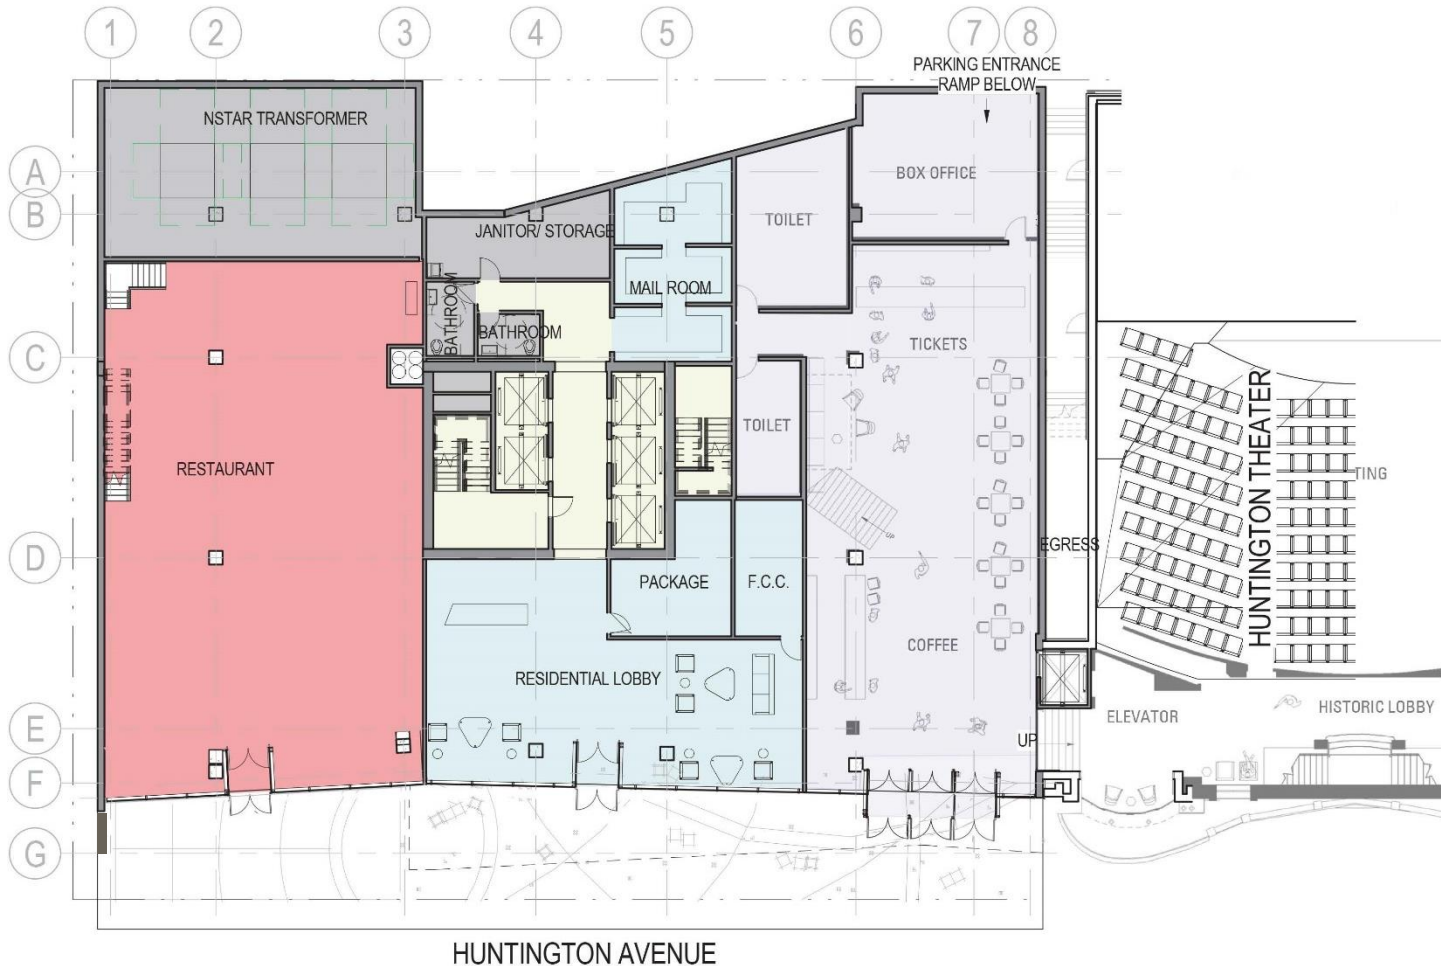 1 2 3 4 5 6 7 8
PARKING ENTRANCE
RAMP BELOW
NSTAR TRANSFORMER
A
BOX OFFICE
B
TOILET
JANITOR/ STORAGE
BATHROOM
MAIL ROOM
BATHROOM
TICKETS
C
HUNTINGTON THEATER
TOILET
RESTAURANT
TING
UP
EGRESS
D
PACKAGE
F.C.C.
COFFEE
RESIDENTIAL LOBBY
ELEVATOR
HISTORIC LOBBY
E
UP
F
G
HUNTINGTON AVENUE